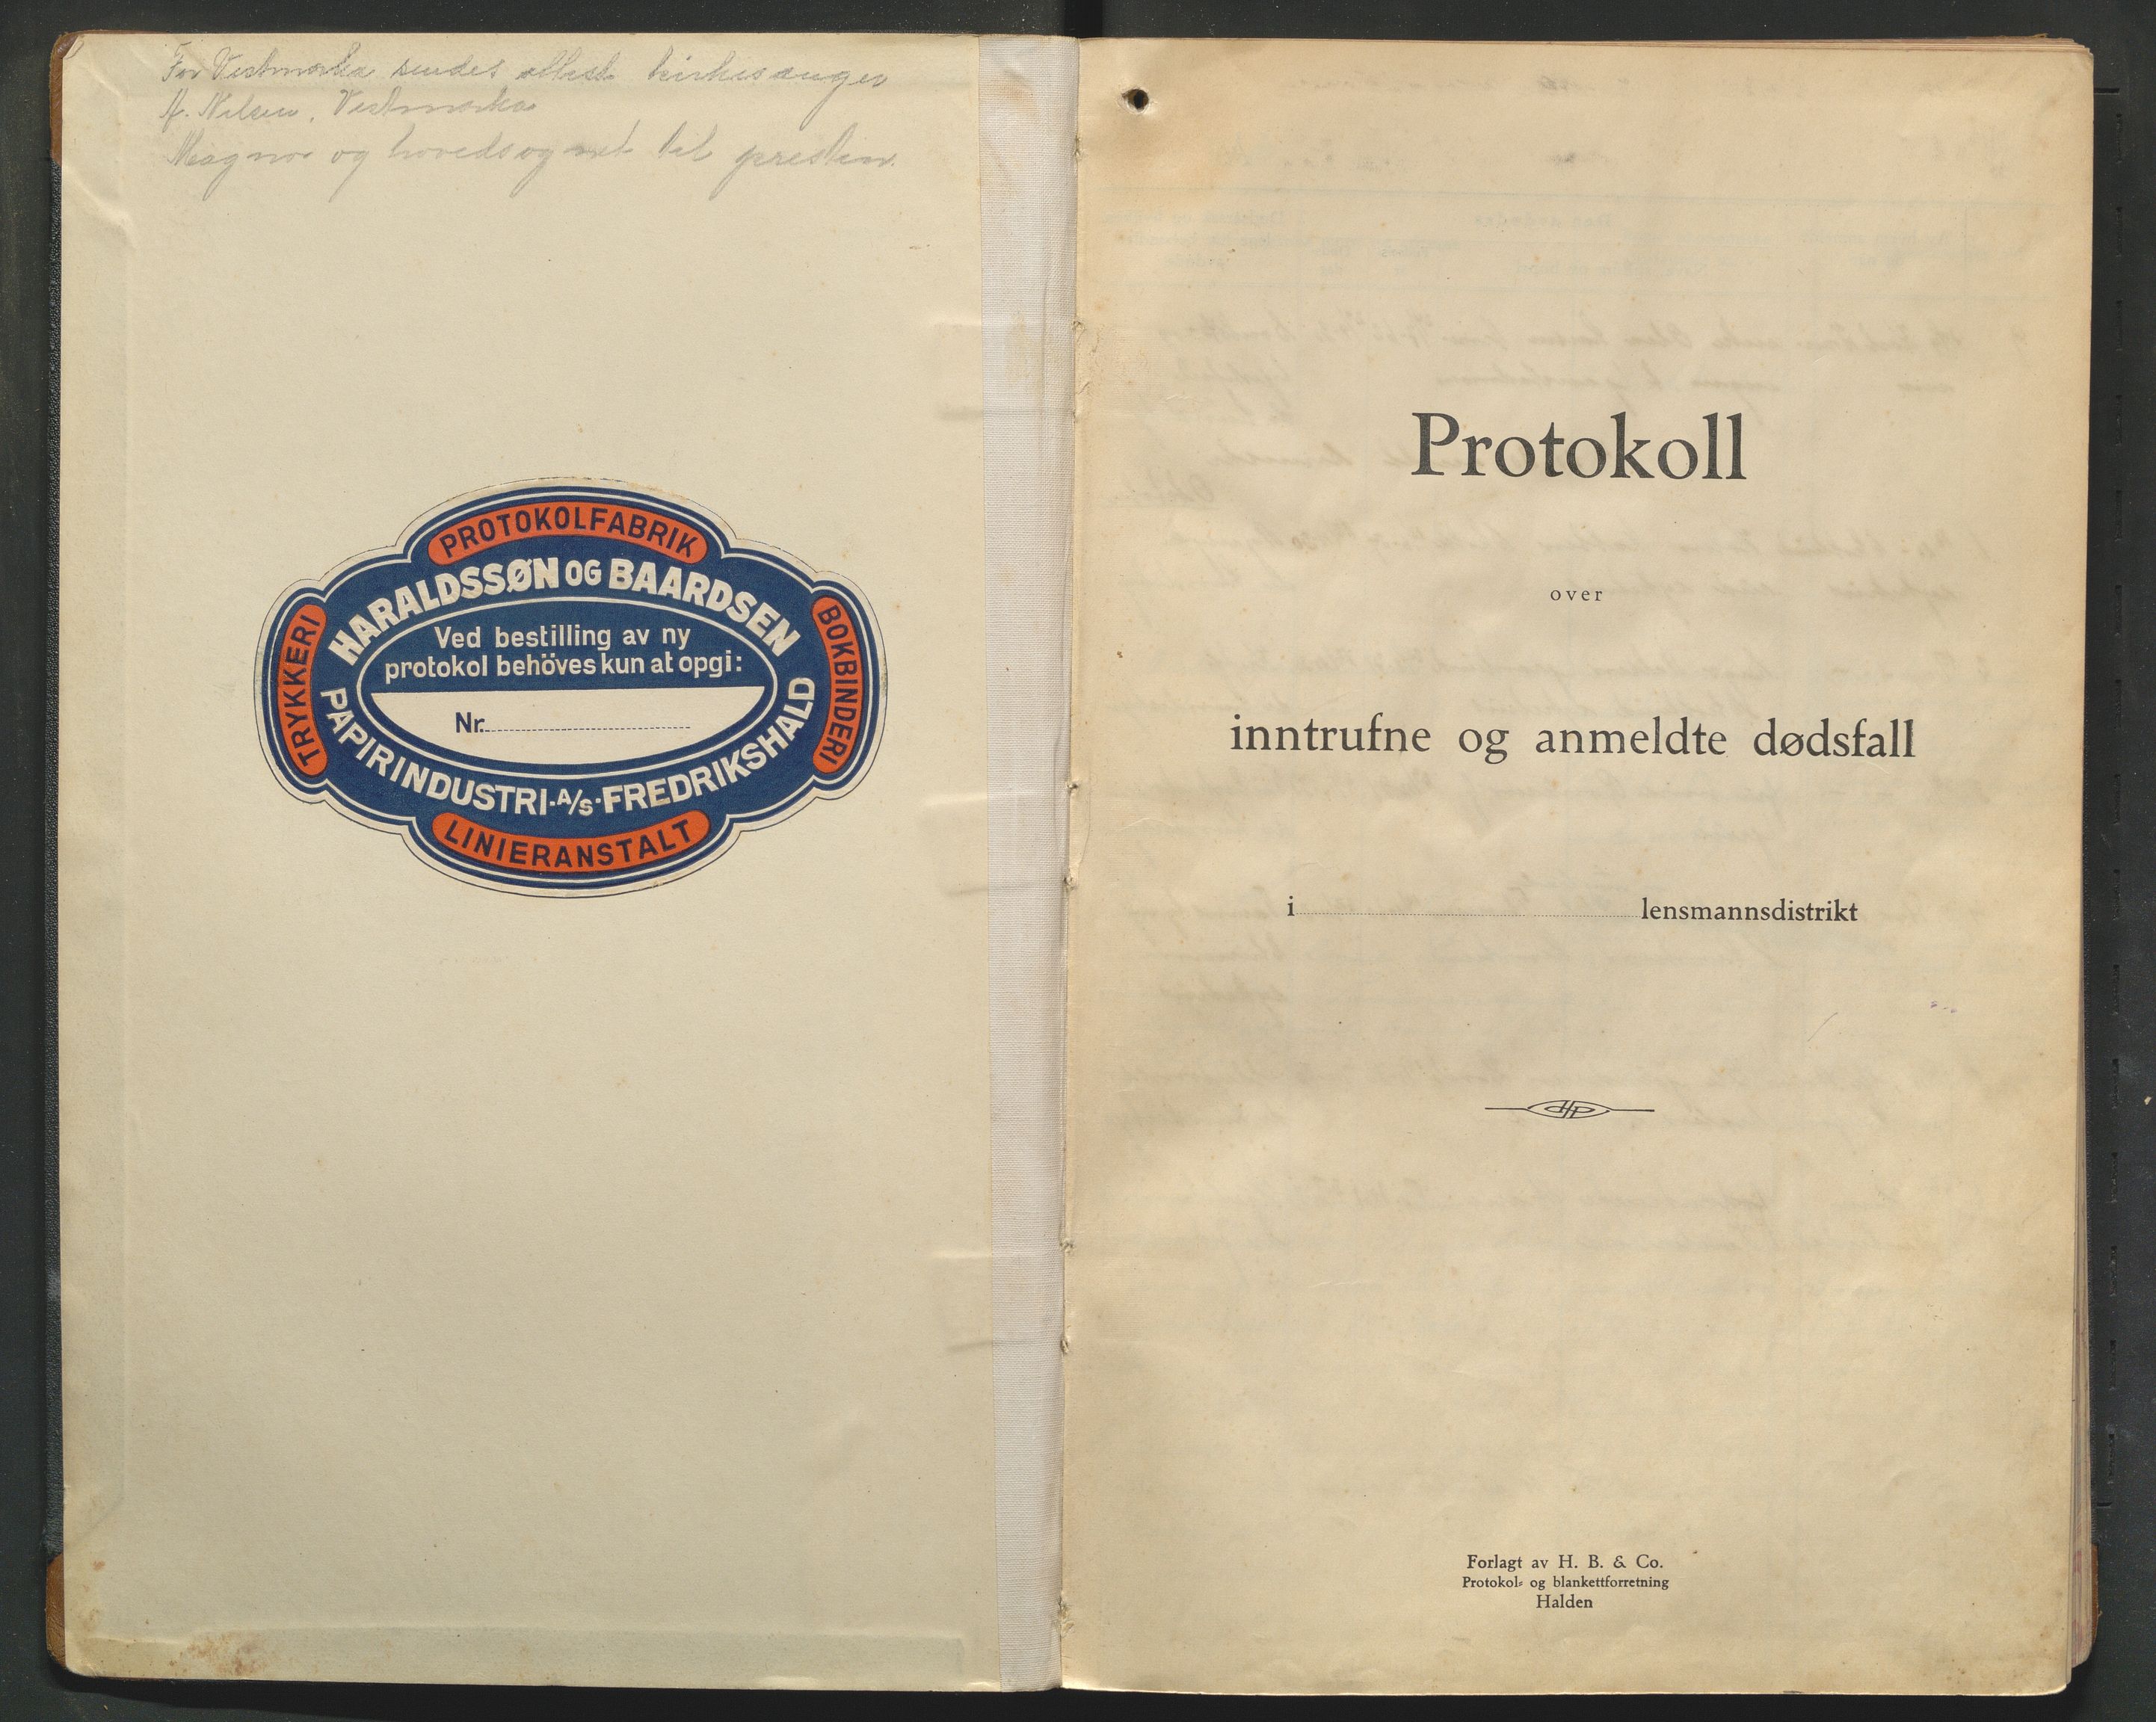 For Vestmarka sendes attest kirkesanger
A. Nilsen, Vestmarka
Magnor og hovedsognet til presten.
PROTOKOLFABRIK
HARALDSSØN OG BAARDSEN
TRYKKERI
BOKBINDERI
Ved bestilling av ny
protokol behöves kun at opgi:
Nr.
PAPIRINDUSTRI·A/S·FREDRIKSHALD
LINIERANSTALT
Protokoll
over
inntrufne og anmeldte dødsfall
i lensmannsdistrikt
Forlagt av H. B. & Co.
Protokol- og blankettforretning
Halden